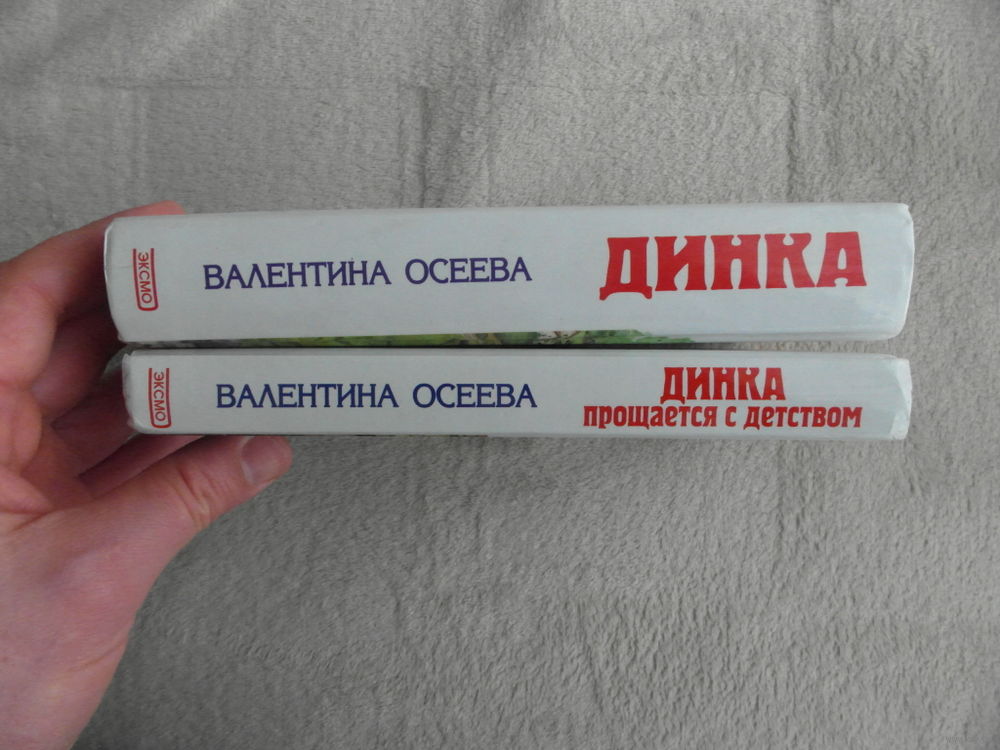 ЭКСМО
ВАЛЕНТИНА ОСЕЕВА
ДИНКА
ЭКСМО
ВАЛЕНТИНА ОСЕЕВА
ДИНКА
прощается с детством